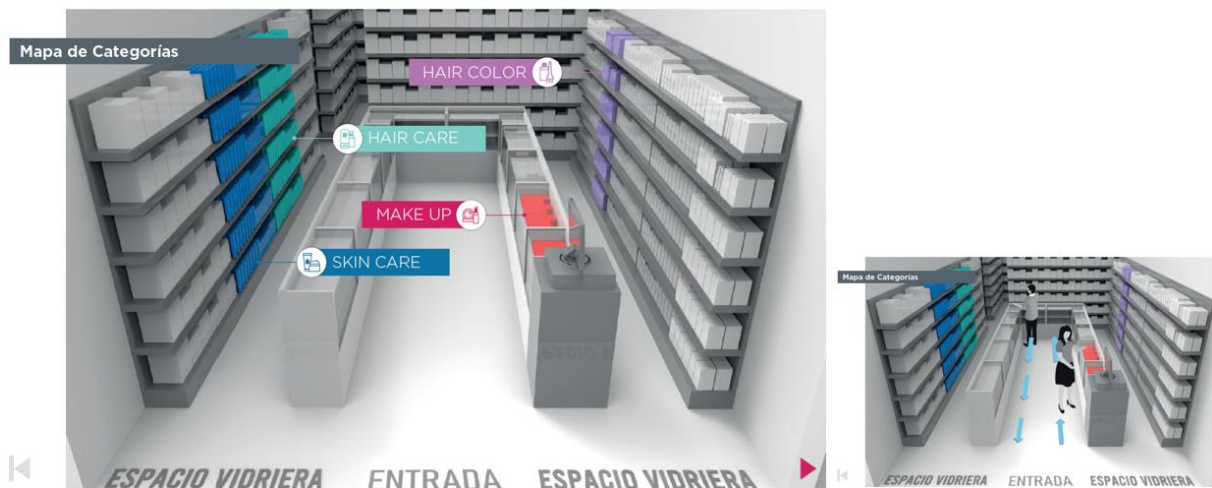 Mapa de Categorías
HAIR COLOR
HAIR CARE
MAKE UP
SKIN CARE
ESPACIO VIDRIERA
ENTRADA
ESPACIO VIDRIERA
Mapa de Categorías
ESPACIO VIDRIERA
ENTRADA
ESPACIO VIDRIERA